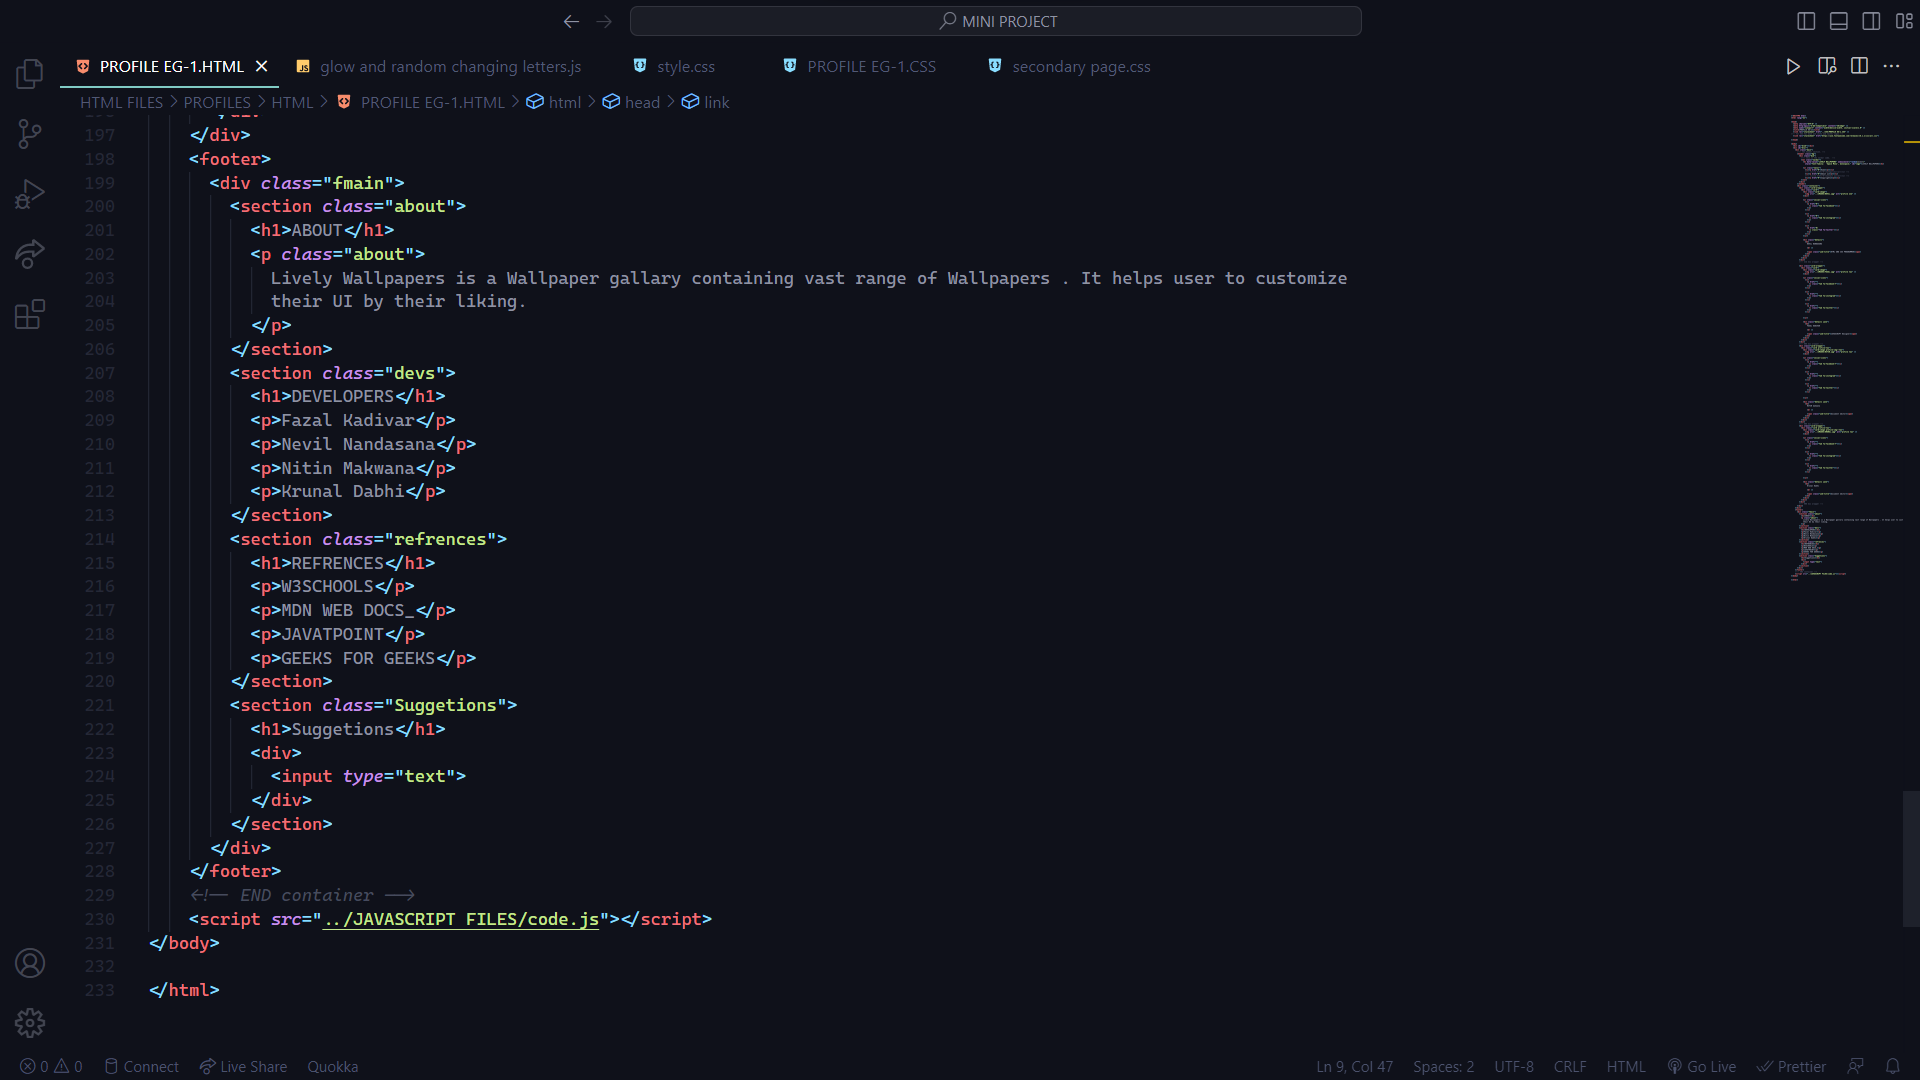 MINI PROJECT
PROFILE EG-1.HTML
glow and random changing letters.js
style.css
PROFILE EG-1.CSS
secondary page.css
HTML FILES > PROFILES > HTML > PROFILE EG-1.HTML > html > head > link
197 </div>
198 <footer>
199 <div class="fmain">
200 <section class="about">
201 <h1>ABOUT</h1>
202 <p class="about">
203 Lively Wallpapers is a Wallpaper gallary containing vast range of Wallpapers . It helps user to customize
204 their UI by their liking.
205 </p>
206 </section>
207 <section class="devs">
208 <h1>DEVELOPERS</h1>
209 <p>Fazal Kadivar</p>
210 <p>Nevil Nandasana</p>
211 <p>Nitin Makwana</p>
212 <p>Krunal Dabhi</p>
213 </section>
214 <section class="refrences">
215 <h1>REFRENCES</h1>
216 <p>W3SCHOOLS</p>
217 <p>MDN WEB DOCS_</p>
218 <p>JAVATPOINT</p>
219 <p>GEEKS FOR GEEKS</p>
220 </section>
221 <section class="Suggetions">
222 <h1>Suggetions</h1>
223 <div>
224 <input type="text">
225 </div>
226 </section>
227 </div>
228 </footer>
229 <!-- END container -->
230 <script src="../JAVASCRIPT FILES/code.js"></script>
231 </body>
232
233 </html>
0 0 Connect Live Share Quokka Ln 9, Col 47 Spaces: 2 UTF-8 CRLF HTML Go Live Prettier